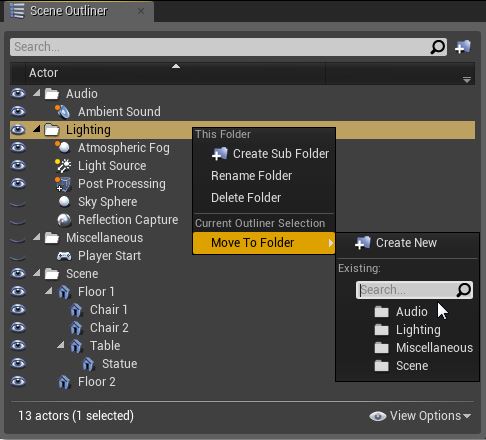 Scene Outliner
Search...
Actor
Audio
Ambient Sound
Lighting
Atmospheric Fog
Light Source
Post Processing
Sky Sphere
Reflection Capture
Miscellaneous
Player Start
Scene
Floor 1
Chair 1
Chair 2
Table
Statue
Floor 2
13 actors (1 selected)
View Options
This Folder
Create Sub Folder
Rename Folder
Delete Folder
Current Outliner Selection
Move To Folder
Create New
Existing:
Search...
Audio
Lighting
Miscellaneous
Scene